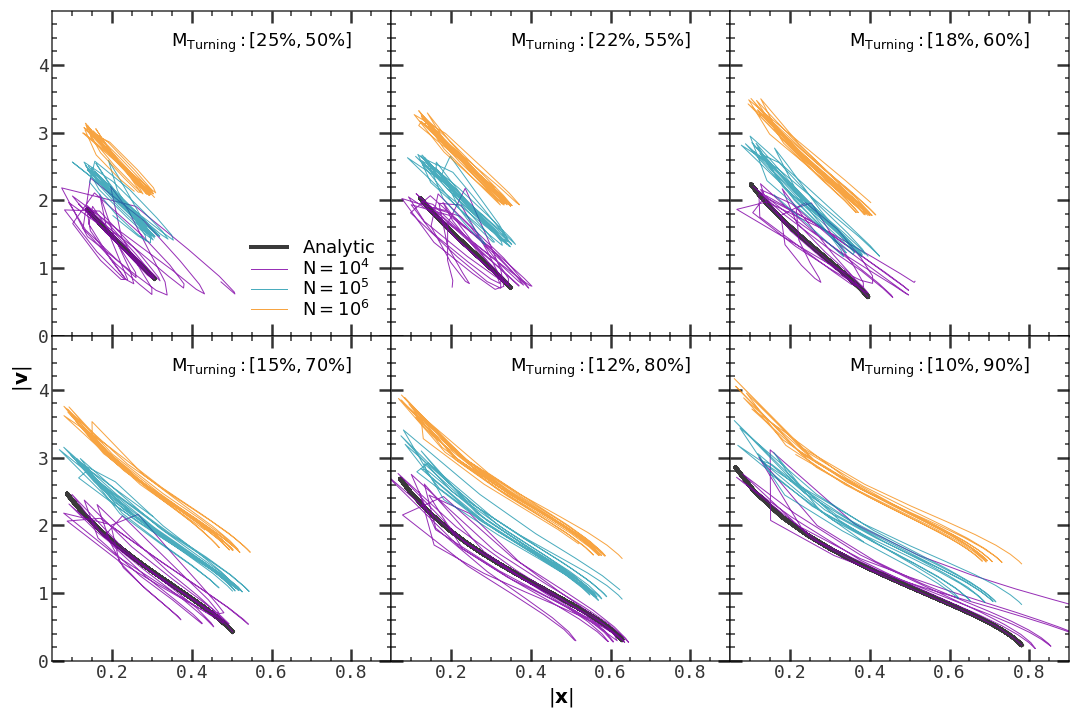 M_Turning : [25%, 50%]
M_Turning : [22%, 55%]
M_Turning : [18%, 60%]
4
3
2
1
0
Analytic
N = 10^4
N = 10^5
N = 10^6
M_Turning : [15%, 70%]
M_Turning : [12%, 80%]
M_Turning : [10%, 90%]
4
3
2
1
0
|v|
0.2 0.4 0.6 0.8 0.2 0.4 0.6 0.8 0.2 0.4 0.6 0.8
|x|